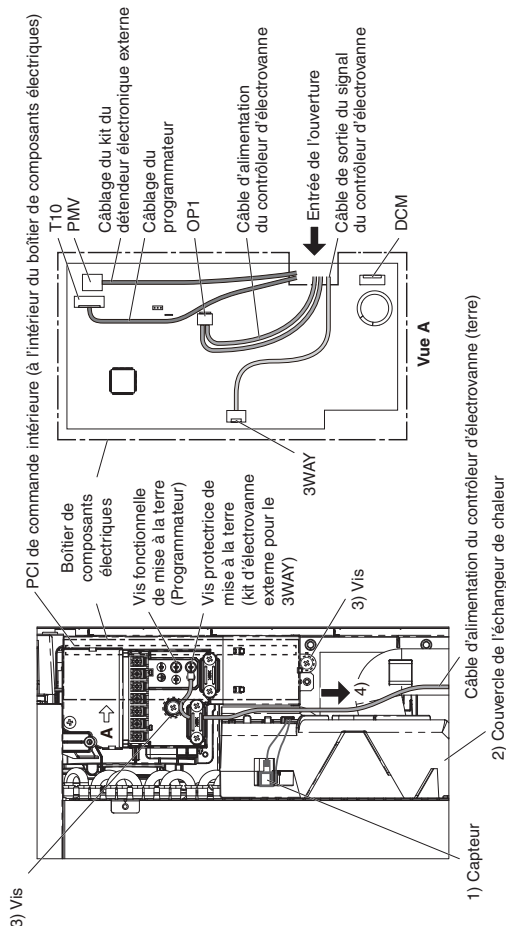 PCI de commande intérieure (à l'intérieur du boîtier de composants électriques)
T10
PMV
Câblage du kit du
détendeur électronique externe
Câblage du
programmateur
OP1
Câble d'alimentation
du contrôleur d'électrovanne
Entrée de l'ouverture
Câble de sortie du signal
du contrôleur d'électrovanne
DCM
Vue A
3WAY
Boîtier de
composants
électriques
Vis fonctionnelle
de mise à la terre
(Programmateur)
Vis protectrice de
mise à la terre
(kit d'électrovanne
externe pour le
3WAY)
3) Vis
3) Vis
A
4)
Câble d'alimentation du contrôleur d'électrovanne (terre)
2) Couvercle de l'échangeur de chaleur
1) Capteur